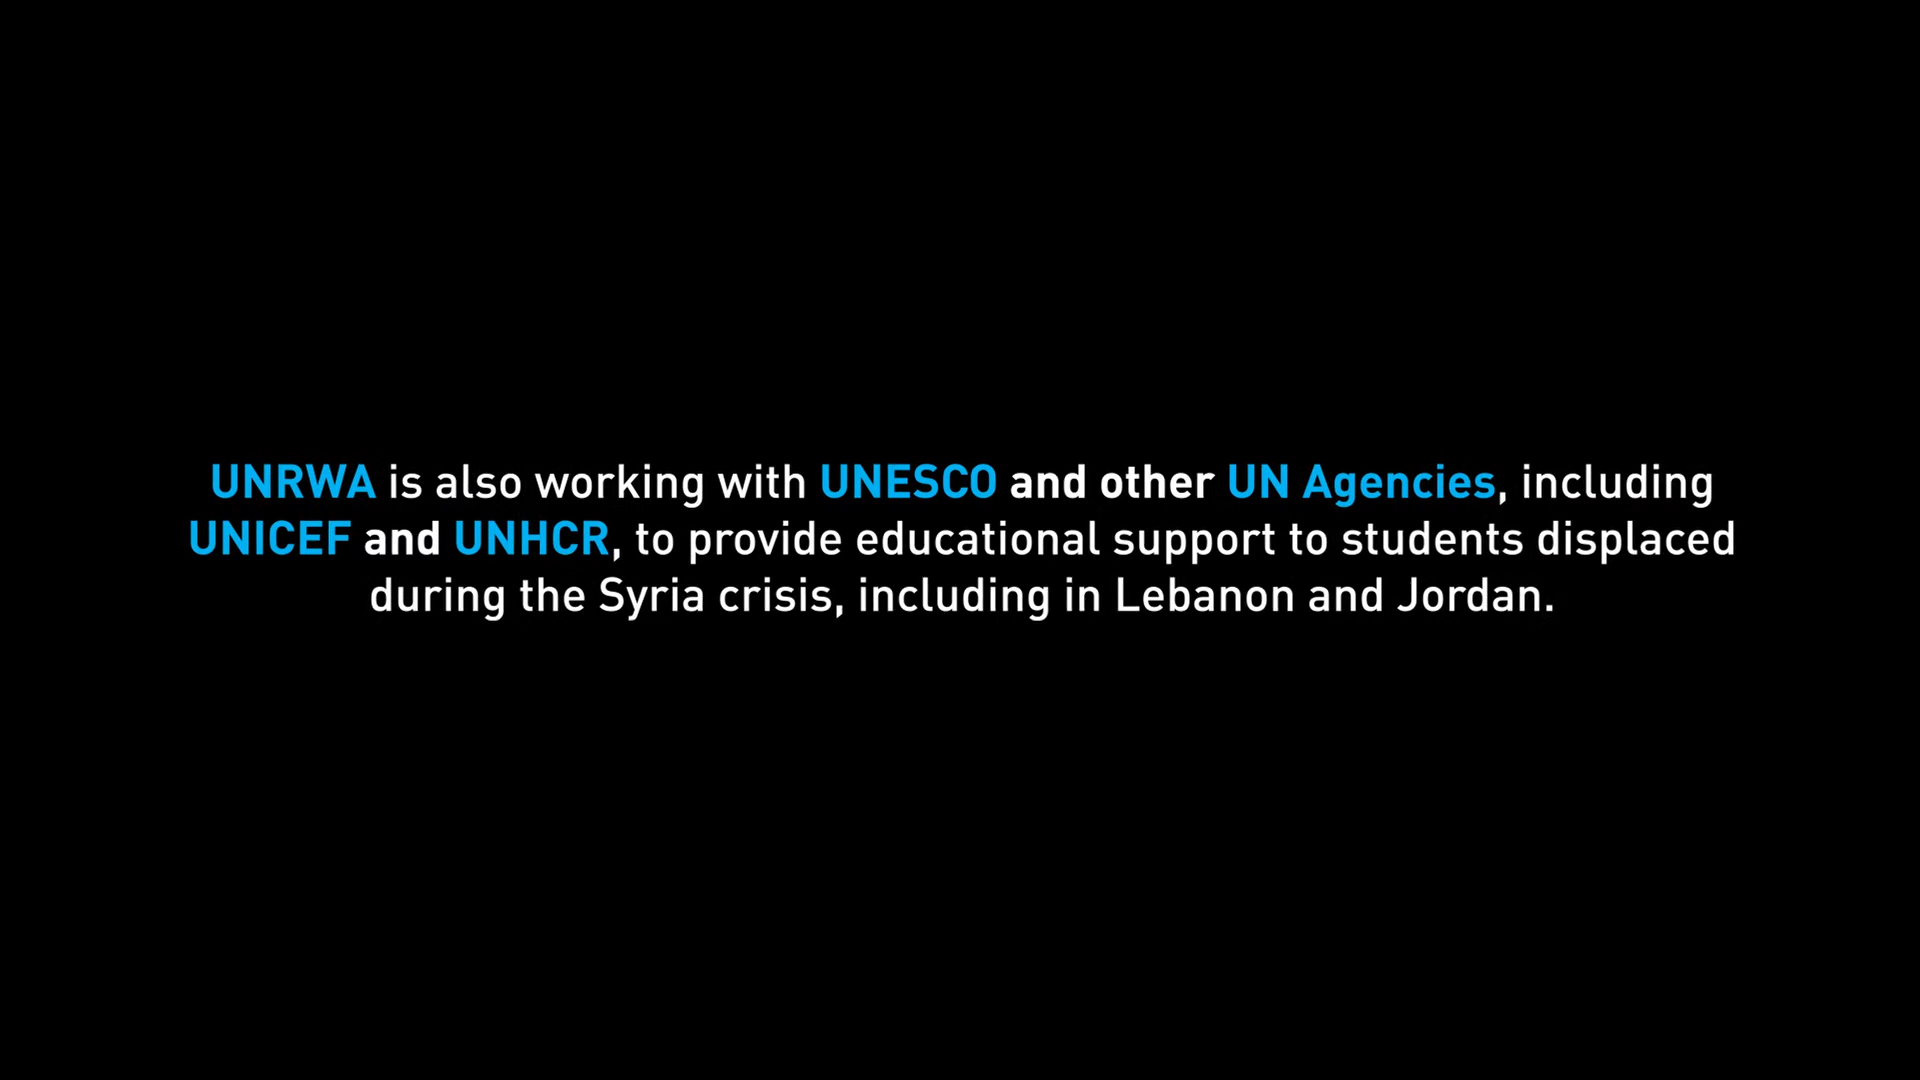 UNRWA is also working with UNESCO and other UN Agencies, including
UNICEF and UNHCR, to provide educational support to students displaced
during the Syria crisis, including in Lebanon and Jordan.